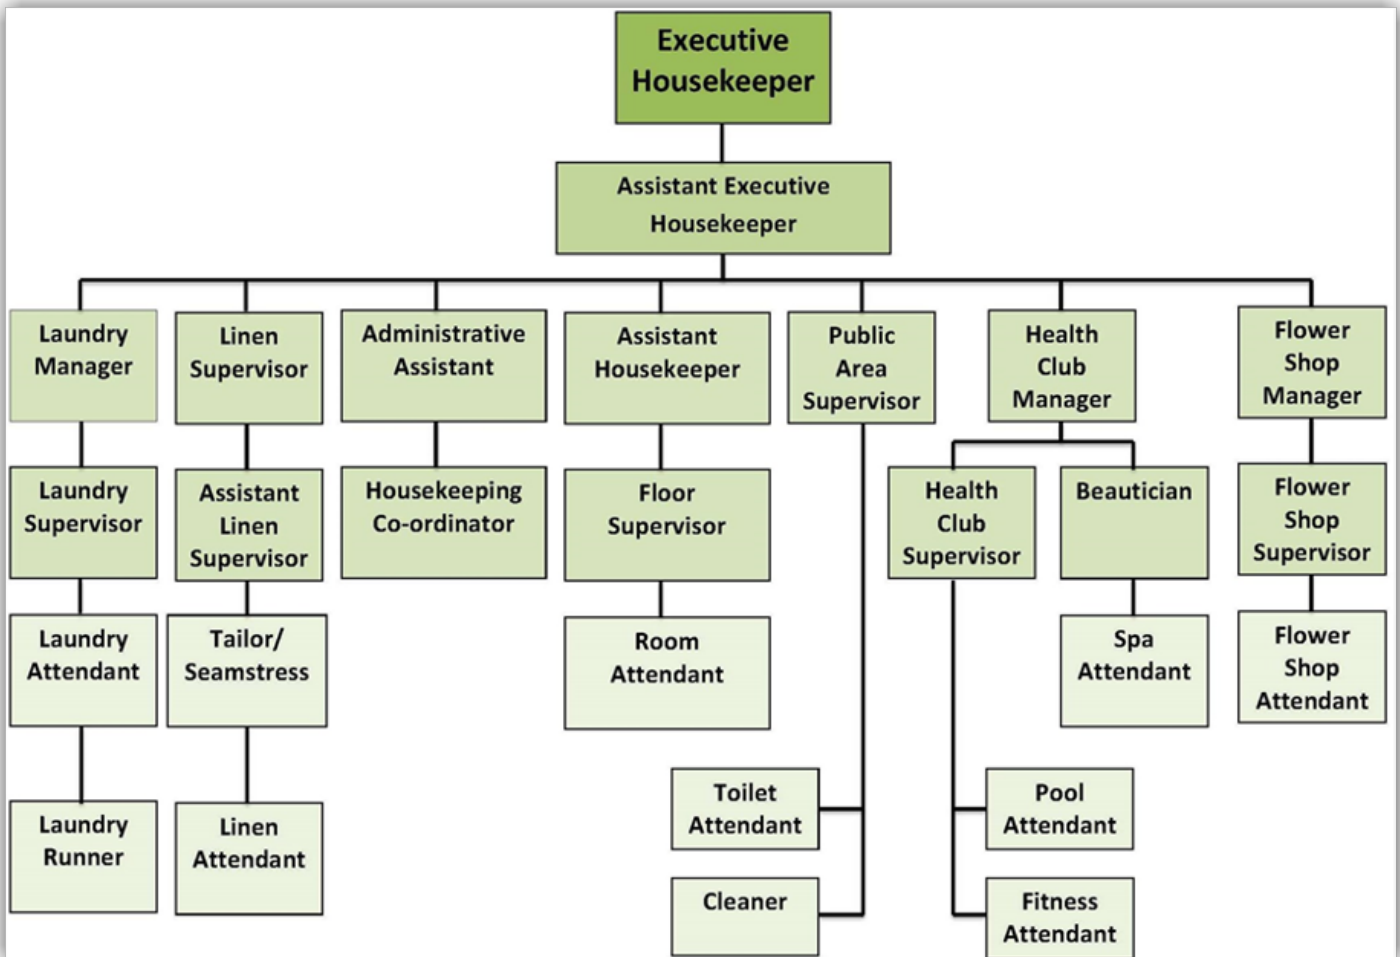 Executive
Housekeeper
Assistant Executive
Housekeeper
Laundry
Manager
Linen
Supervisor
Administrative
Assistant
Assistant
Housekeeper
Public
Area
Supervisor
Health
Club
Manager
Flower
Shop
Manager
Laundry
Supervisor
Assistant
Linen
Supervisor
Housekeeping
Co-ordinator
Floor
Supervisor
Health
Club
Supervisor
Beautician
Flower
Shop
Supervisor
Laundry
Attendant
Tailor/
Seamstress
Room
Attendant
Spa
Attendant
Flower
Shop
Attendant
Laundry
Runner
Linen
Attendant
Toilet
Attendant
Pool
Attendant
Cleaner
Fitness
Attendant